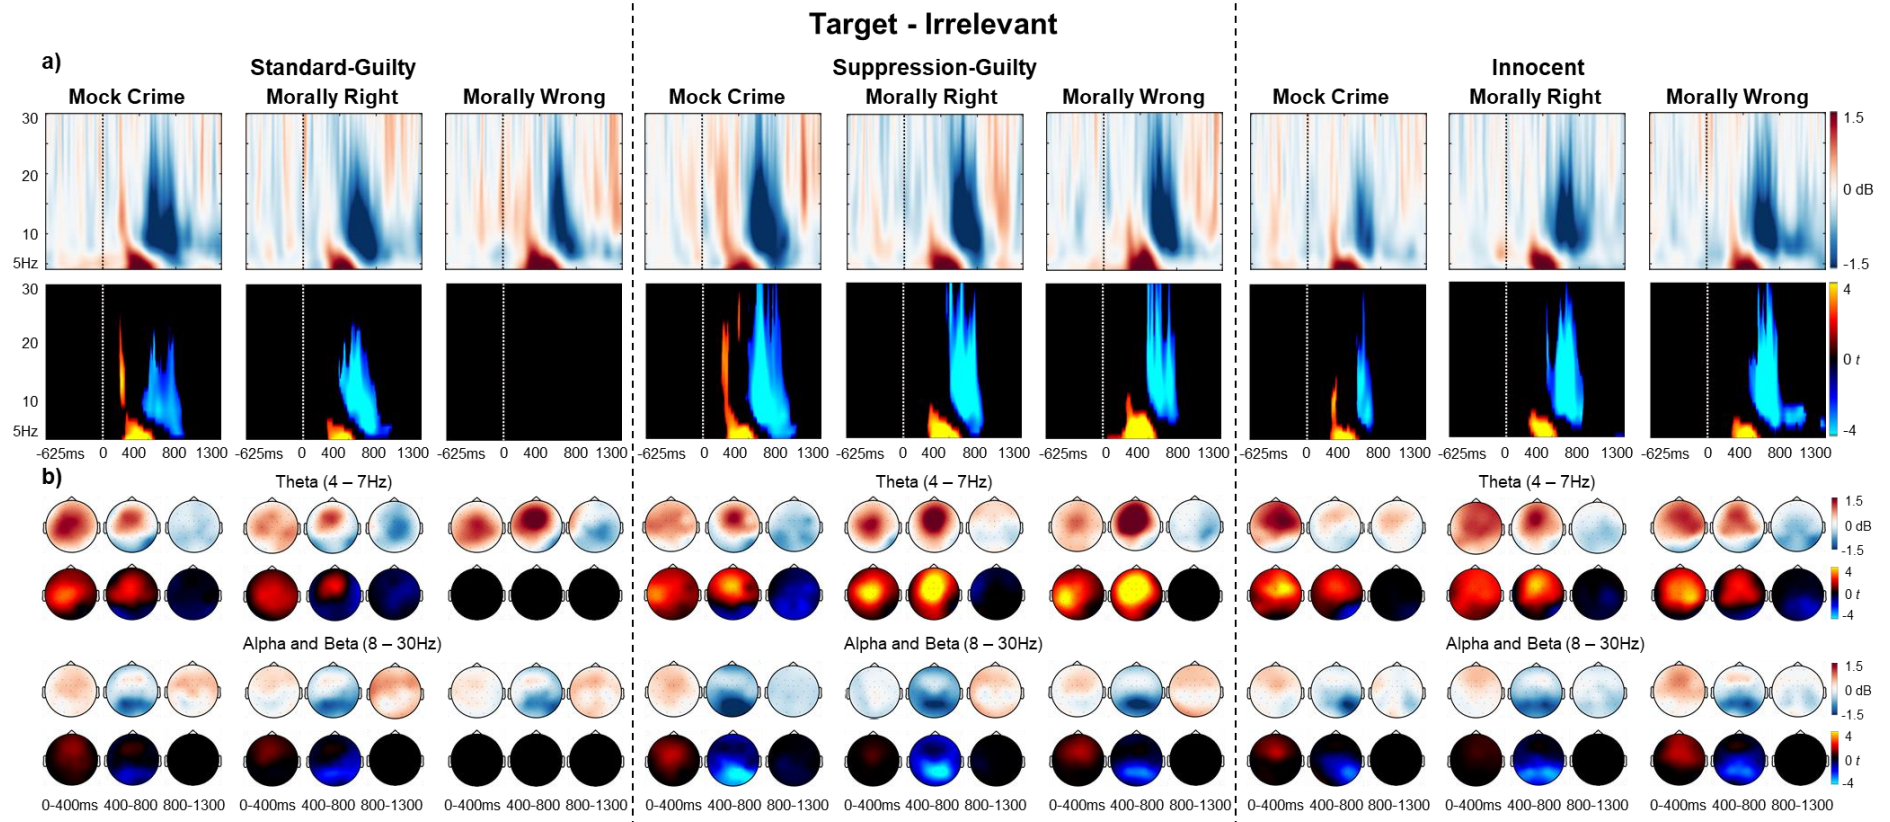 Target - Irrelevant
a)
Standard-Guilty Suppression-Guilty Innocent
Mock Crime Morally Right Morally Wrong Mock Crime Morally Right Morally Wrong Mock Crime Morally Right Morally Wrong
30 1.5
20 0 dB
10
5Hz -1.5
30 4
20 0 t
10
5Hz -4
-625ms 0 400 800 1300 -625ms 0 400 800 1300 -625ms 0 400 800 1300 -625ms 0 400 800 1300 -625ms 0 400 800 1300 -625ms 0 400 800 1300 -625ms 0 400 800 1300 -625ms 0 400 800 1300 -625ms 0 400 800 1300
b)
Theta (4 – 7Hz) Theta (4 – 7Hz) Theta (4 – 7Hz)
1.5
0 dB
-1.5
4
0 t
-4
Alpha and Beta (8 – 30Hz) Alpha and Beta (8 – 30Hz) Alpha and Beta (8 – 30Hz)
1.5
0 dB
-1.5
4
0 t
-4
0-400ms 400-800 800-1300 0-400ms 400-800 800-1300 0-400ms 400-800 800-1300 0-400ms 400-800 800-1300 0-400ms 400-800 800-1300 0-400ms 400-800 800-1300 0-400ms 400-800 800-1300 0-400ms 400-800 800-1300 0-400ms 400-800 800-1300